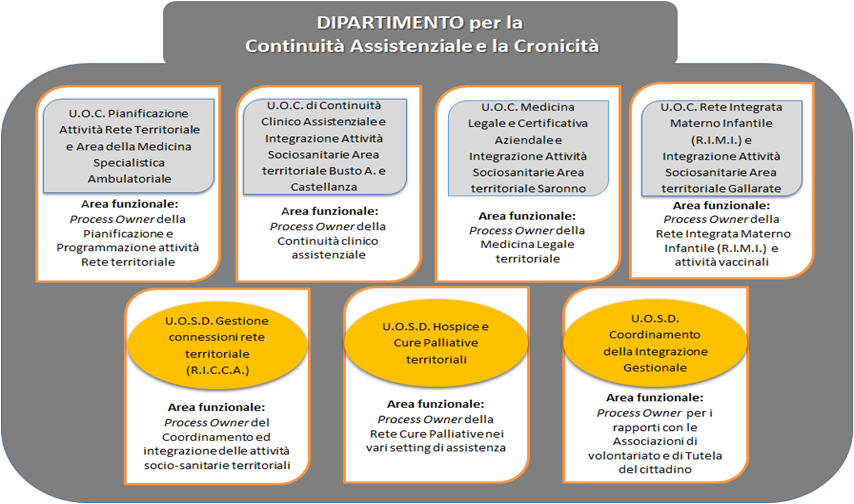 DIPARTIMENTO per la
Continuità Assistenziale e la Cronicità
U.O.C. Pianificazione
Attività Rete Territoriale
e Area della Medicina
Specialistica
Ambulatoriale
Area funzionale:
Process Owner della
Pianificazione e
Programmazione attività
Rete territoriale
U.O.C. di Continuità
Clinico Assistenziale e
Integrazione Attività
Sociosanitarie Area
territoriale Busto A. e
Castellanza
Area funzionale:
Process Owner della
Continuità clinico
assistenziale
U.O.C. Medicina
Legale e Certificativa
Aziendale e
Integrazione Attività
Sociosanitarie Area
territoriale Saronno
Area funzionale:
Process Owner della
Medicina Legale
territoriale
U.O.C. Rete Integrata
Materno Infantile
(R.I.M.I.) e
Integrazione Attività
Sociosanitarie Area
territoriale Gallarate
Area funzionale:
Process Owner della
Rete Integrata Materno
Infantile (R.I.M.I.) e
attività vaccinali
U.O.S.D. Gestione
connessioni rete
territoriale
(R.I.C.C.A.)
Area funzionale:
Process Owner del
Coordinamento ed
integrazione delle attività
socio-sanitarie territoriali
U.O.S.D. Hospice e
Cure Palliative
territoriali
Area funzionale:
Process Owner della
Rete Cure Palliative nei
vari setting di assistenza
U.O.S.D.
Coordinamento
della Integrazione
Gestionale
Area funzionale:
Process Owner per i
rapporti con le
Associazioni di
volontariato e di Tutela
del cittadino